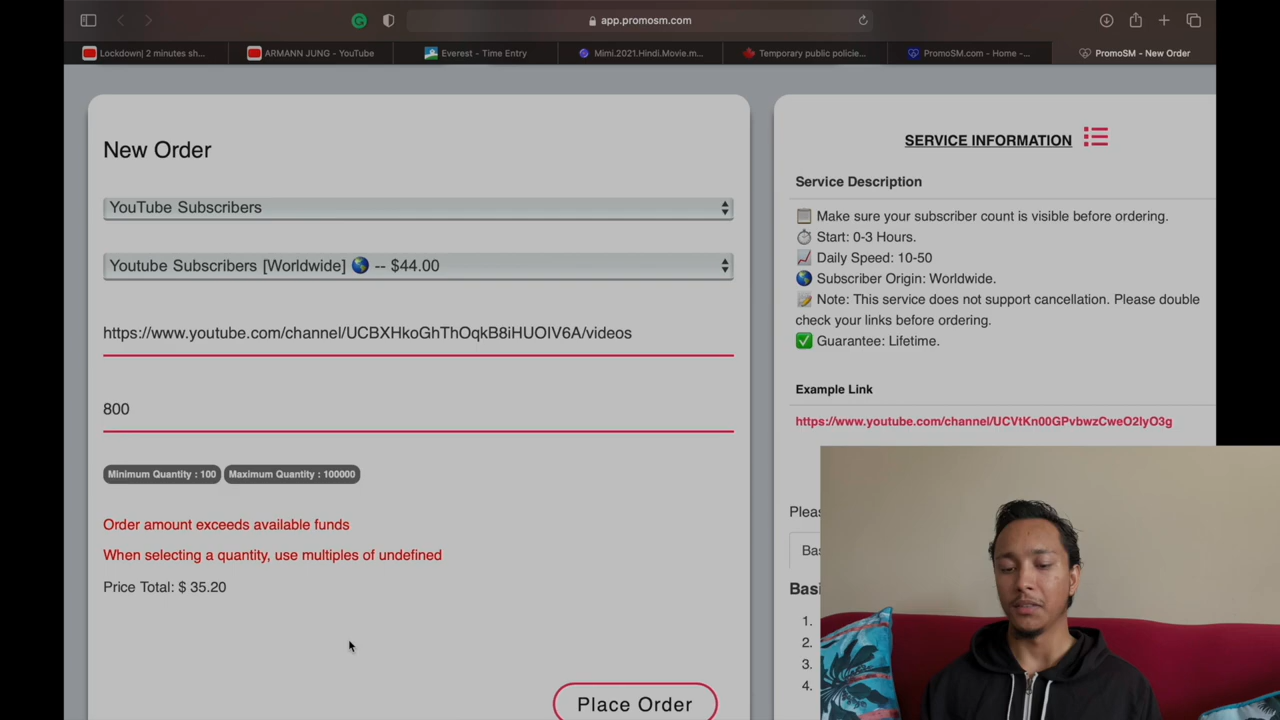 app.promosm.com
Lockdown| 2 minutes sh...
ARMANN JUNG - YouTube
Everest - Time Entry
Mimi.2021.Hindi.Movie.m...
Temporary public policie...
PromoSM.com - Home -...
PromoSM - New Order
New Order
YouTube Subscribers
Youtube Subscribers [Worldwide] 🌎 -- $44.00
https://www.youtube.com/channel/UCBXHkoGhThOqkB8iHUOIV6A/videos
800
Minimum Quantity : 100
Maximum Quantity : 100000
Order amount exceeds available funds
When selecting a quantity, use multiples of undefined
Price Total: $ 35.20
Place Order
SERVICE INFORMATION
Service Description
Make sure your subscriber count is visible before ordering.
Start: 0-3 Hours.
Daily Speed: 10-50
Subscriber Origin: Worldwide.
Note: This service does not support cancellation. Please double
check your links before ordering.
Guarantee: Lifetime.
Example Link
https://www.youtube.com/channel/UCVtKn00GPvbwzCweO2IyO3g
Plea
Ba
Basi
1.
2.
3.
4.